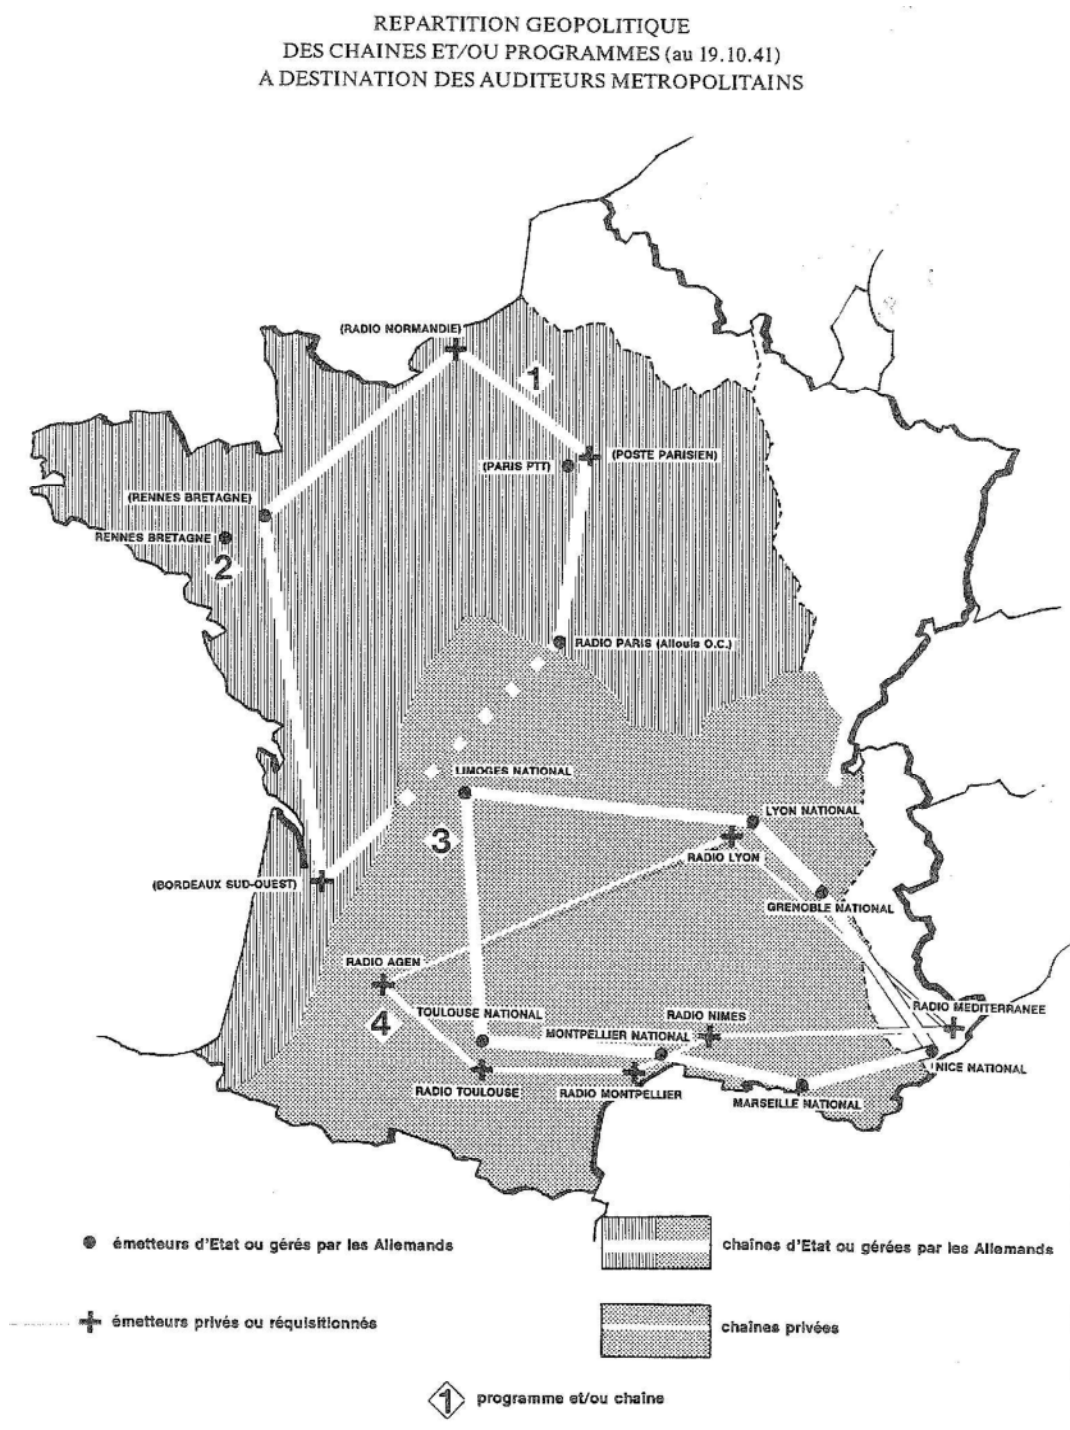 REPARTITION GEOPOLITIQUE
DES CHAINES ET/OU PROGRAMMES (au 19.10.41)
A DESTINATION DES AUDITEURS METROPOLITAINS
(RADIO NORMANDIE)
1
(PARIS PTT)
(POSTE PARISIEN)
(RENNES BRETAGNE)
RENNES BRETAGNE
2
RADIO PARIS (Allouis O.C.)
LIMOGES NATIONAL
LYON NATIONAL
3
RADIO LYON
(BORDEAUX SUD-OUEST)
GRENOBLE NATIONAL
RADIO AGEN
RADIO MEDITERRANEE
TOULOUSE NATIONAL
RADIO NIMES
4
MONTPELLIER NATIONAL
NICE NATIONAL
RADIO TOULOUSE
RADIO MONTPELLIER
MARSEILLE NATIONAL
émetteurs d'Etat ou gérés par les Allemands
chaînes d'Etat ou gérées par les Allemands
émetteurs privés ou réquisitionnés
chaînes privées
1 programme et/ou chaîne